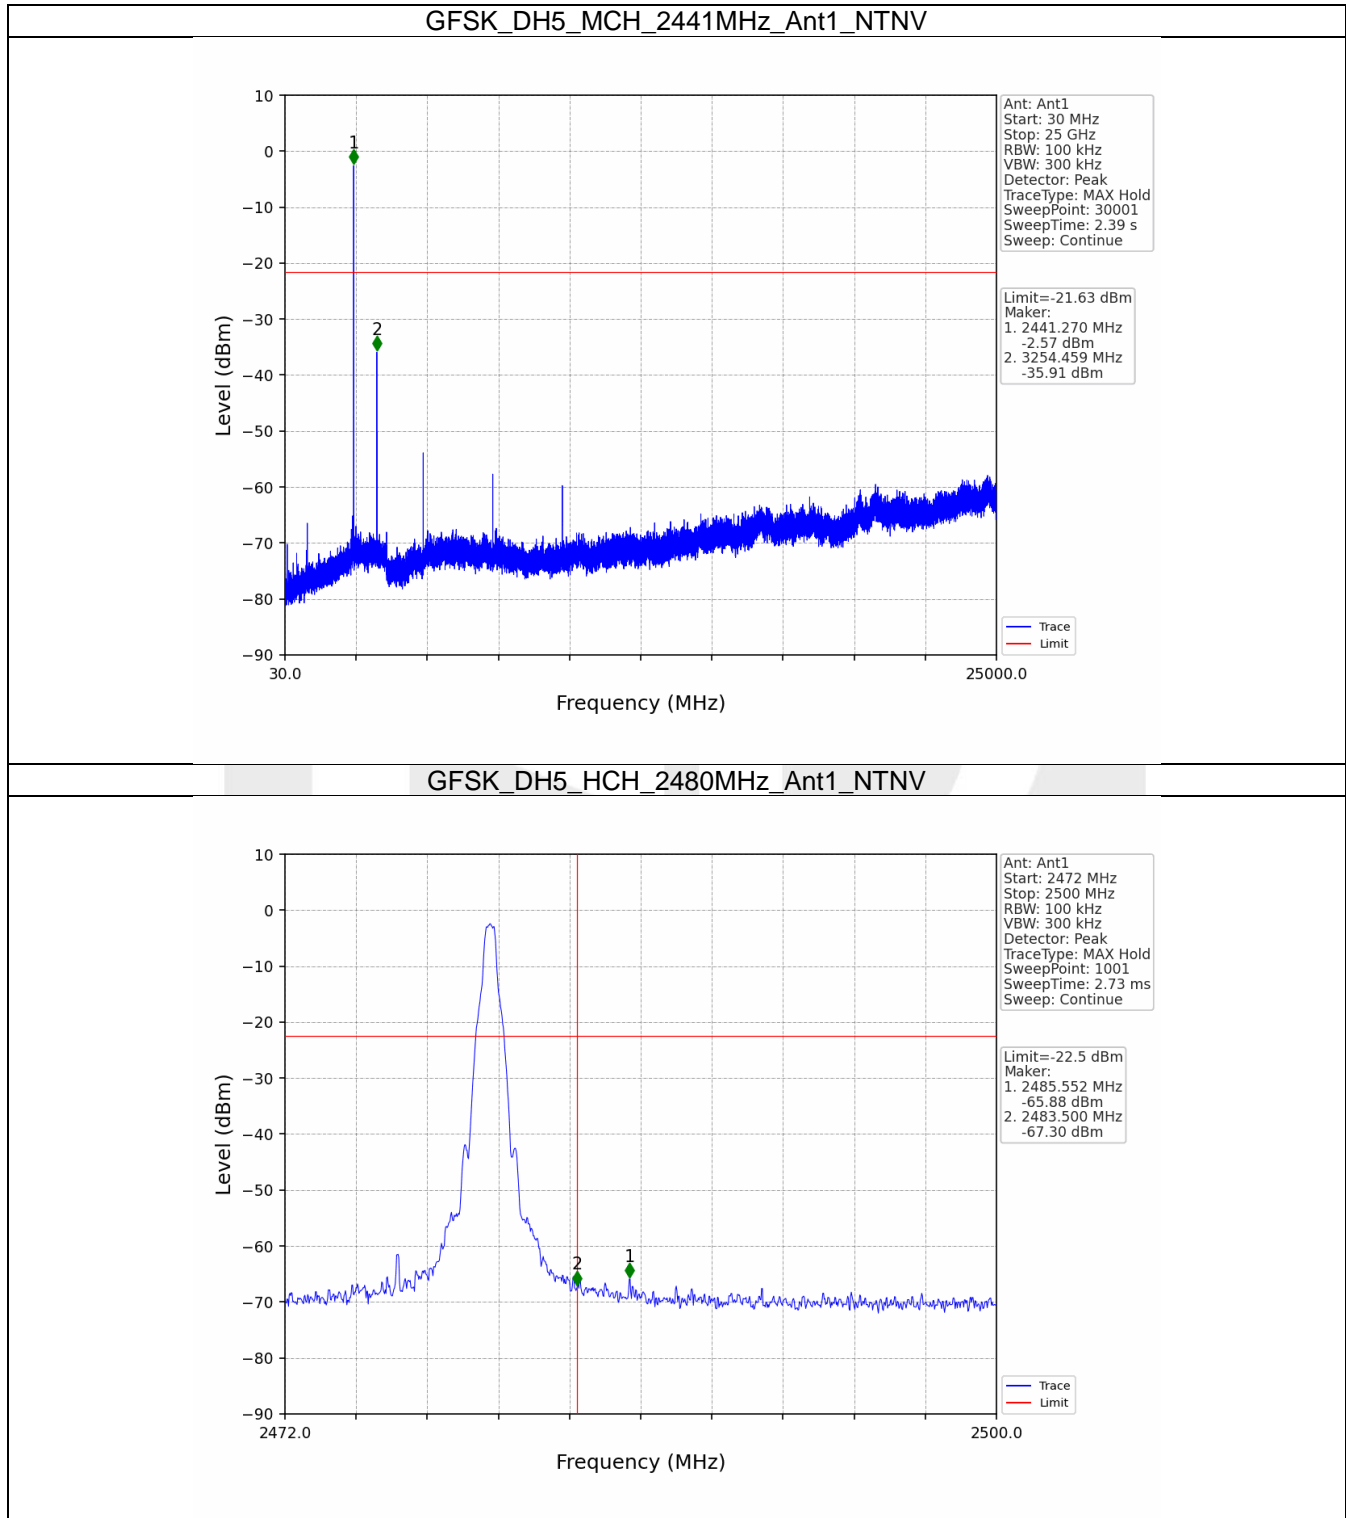 GFSK_DH5_MCH_2441MHz_Ant1_NTNV
10
0
−10
−20
−30
−40
−50
−60
−70
−80
−90
Level (dBm)
1
2
30.0
25000.0
Frequency (MHz)
Ant: Ant1
Start: 30 MHz
Stop: 25 GHz
RBW: 100 kHz
VBW: 300 kHz
Detector: Peak
TraceType: MAX Hold
SweepPoint: 30001
SweepTime: 2.39 s
Sweep: Continue
Limit=-21.63 dBm
Maker:
1. 2441.270 MHz
-2.57 dBm
2. 3254.459 MHz
-35.91 dBm
Trace
Limit
GFSK_DH5_HCH_2480MHz_Ant1_NTNV
10
0
−10
−20
−30
−40
−50
−60
−70
−80
−90
Level (dBm)
2
1
2472.0
2500.0
Frequency (MHz)
Ant: Ant1
Start: 2472 MHz
Stop: 2500 MHz
RBW: 100 kHz
VBW: 300 kHz
Detector: Peak
TraceType: MAX Hold
SweepPoint: 1001
SweepTime: 2.73 ms
Sweep: Continue
Limit=-22.5 dBm
Maker:
1. 2485.552 MHz
-65.88 dBm
2. 2483.500 MHz
-67.30 dBm
Trace
Limit